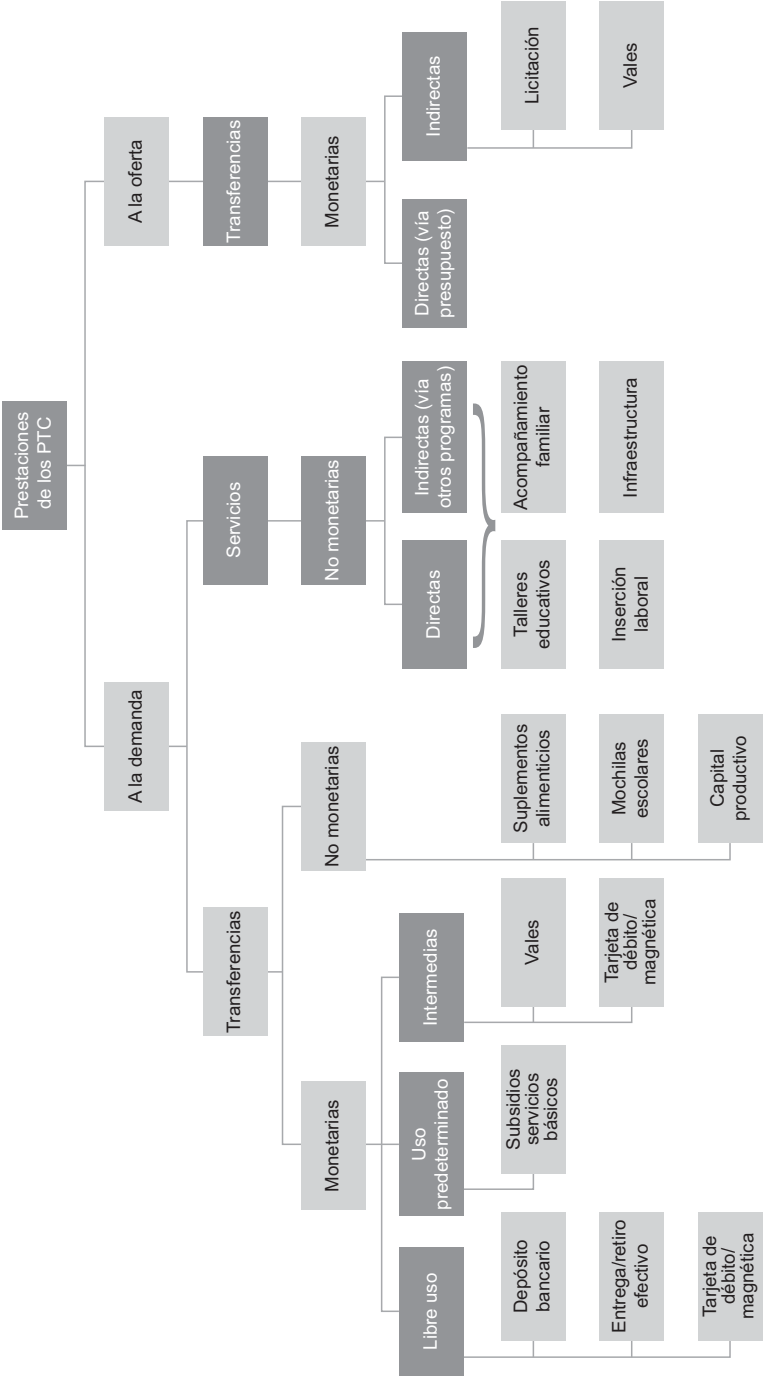 Prestaciones
de los PTC
A la demanda
A la oferta
Transferencias
Servicios
Transferencias
Monetarias
No monetarias
No monetarias
Monetarias
Libre uso
Uso
predeterminado
Intermedias
Directas
Indirectas (vía
otros programas)
Directas (vía
presupuesto)
Indirectas
Depósito
bancario
Subsidios
servicios
básicos
Vales
Suplementos
alimenticios
Talleres
educativos
Acompañamiento
familiar
Licitación
Entrega/retiro
efectivo
Tarjeta de
débito/
magnética
Mochilas
escolares
Inserción
laboral
Infraestructura
Vales
Tarjeta de
débito/
magnética
Capital
productivo